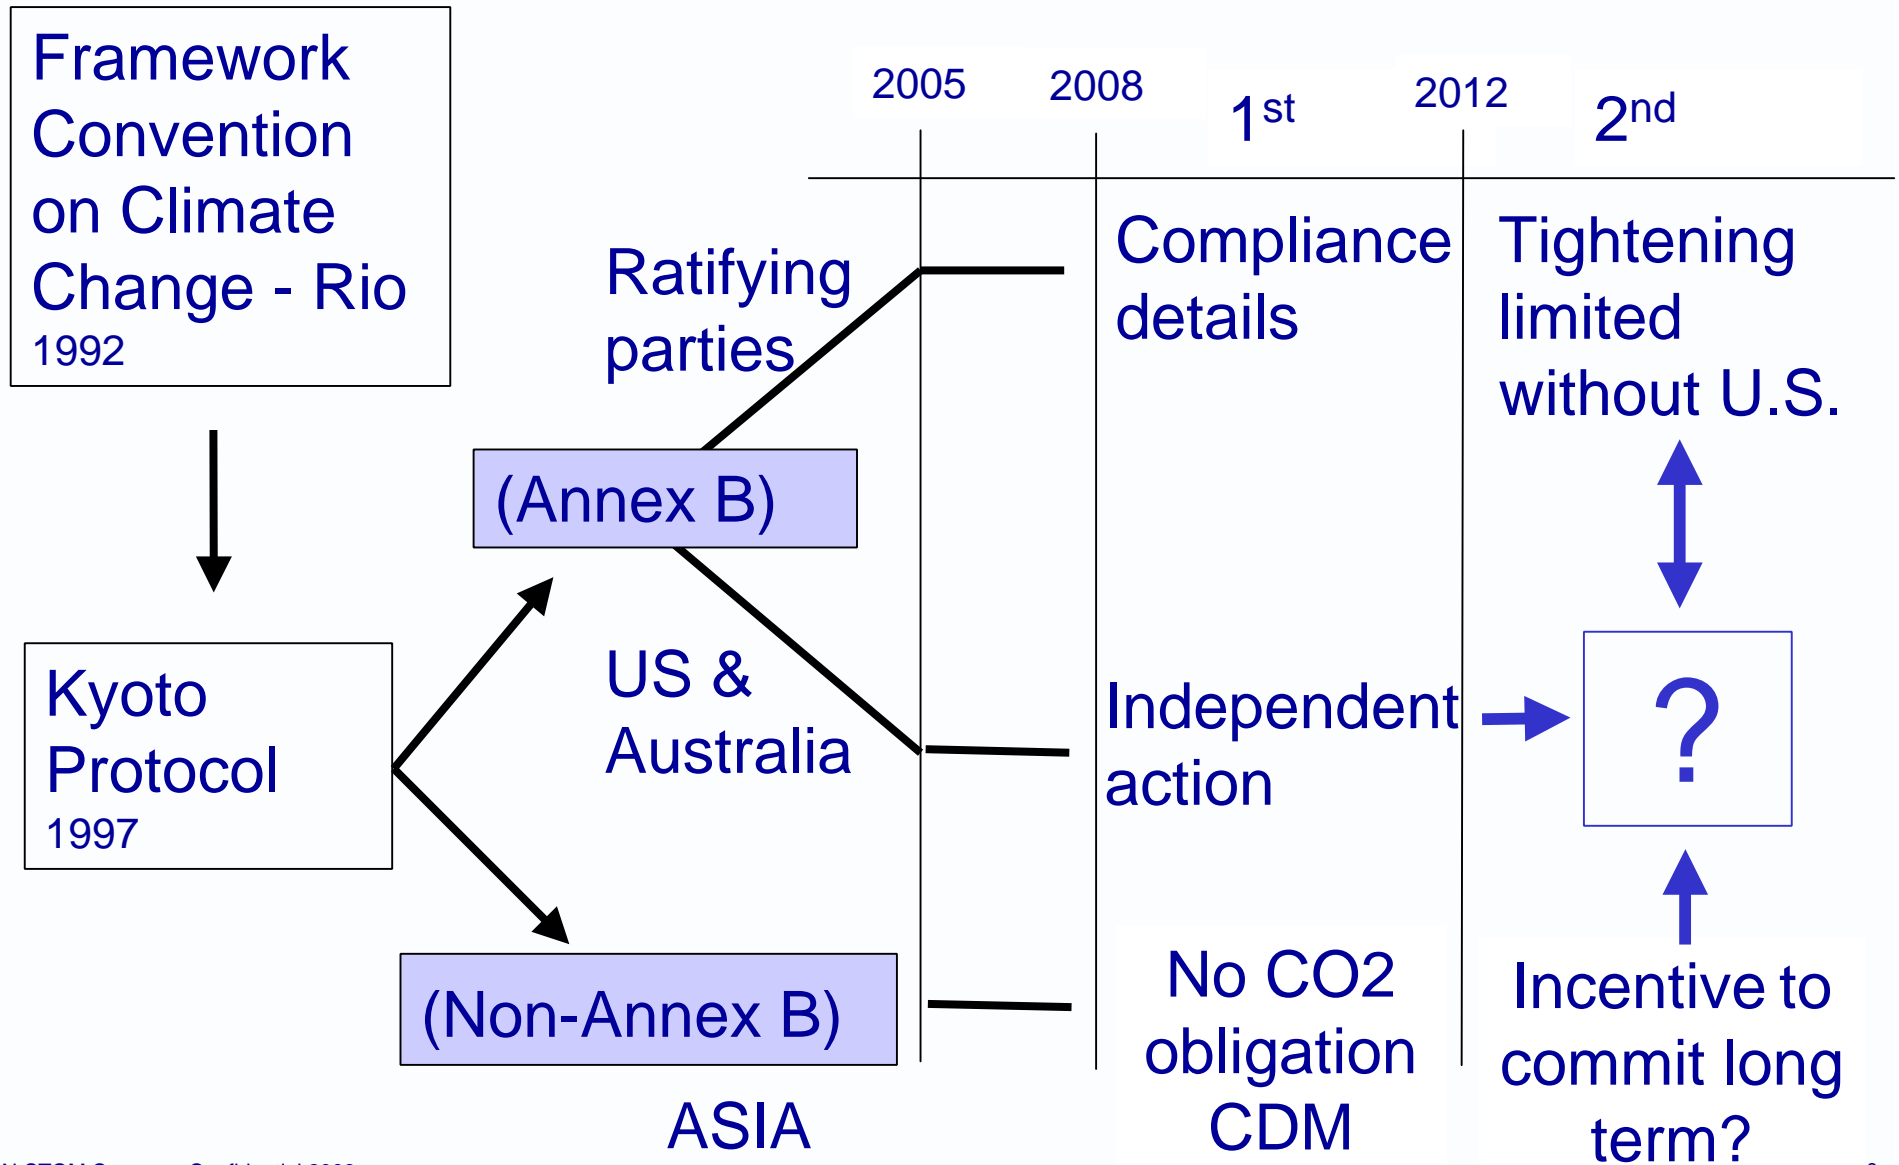 Framework
Convention
on Climate
Change - Rio
1992
2005
2008
1st
2012
2nd
Ratifying
parties
Compliance
details
Tightening
limited
without U.S.
(Annex B)
Kyoto
Protocol
1997
US &
Australia
Independent
action
?
(Non-Annex B)
ASIA
No CO2
obligation
CDM
Incentive to
commit long
term?